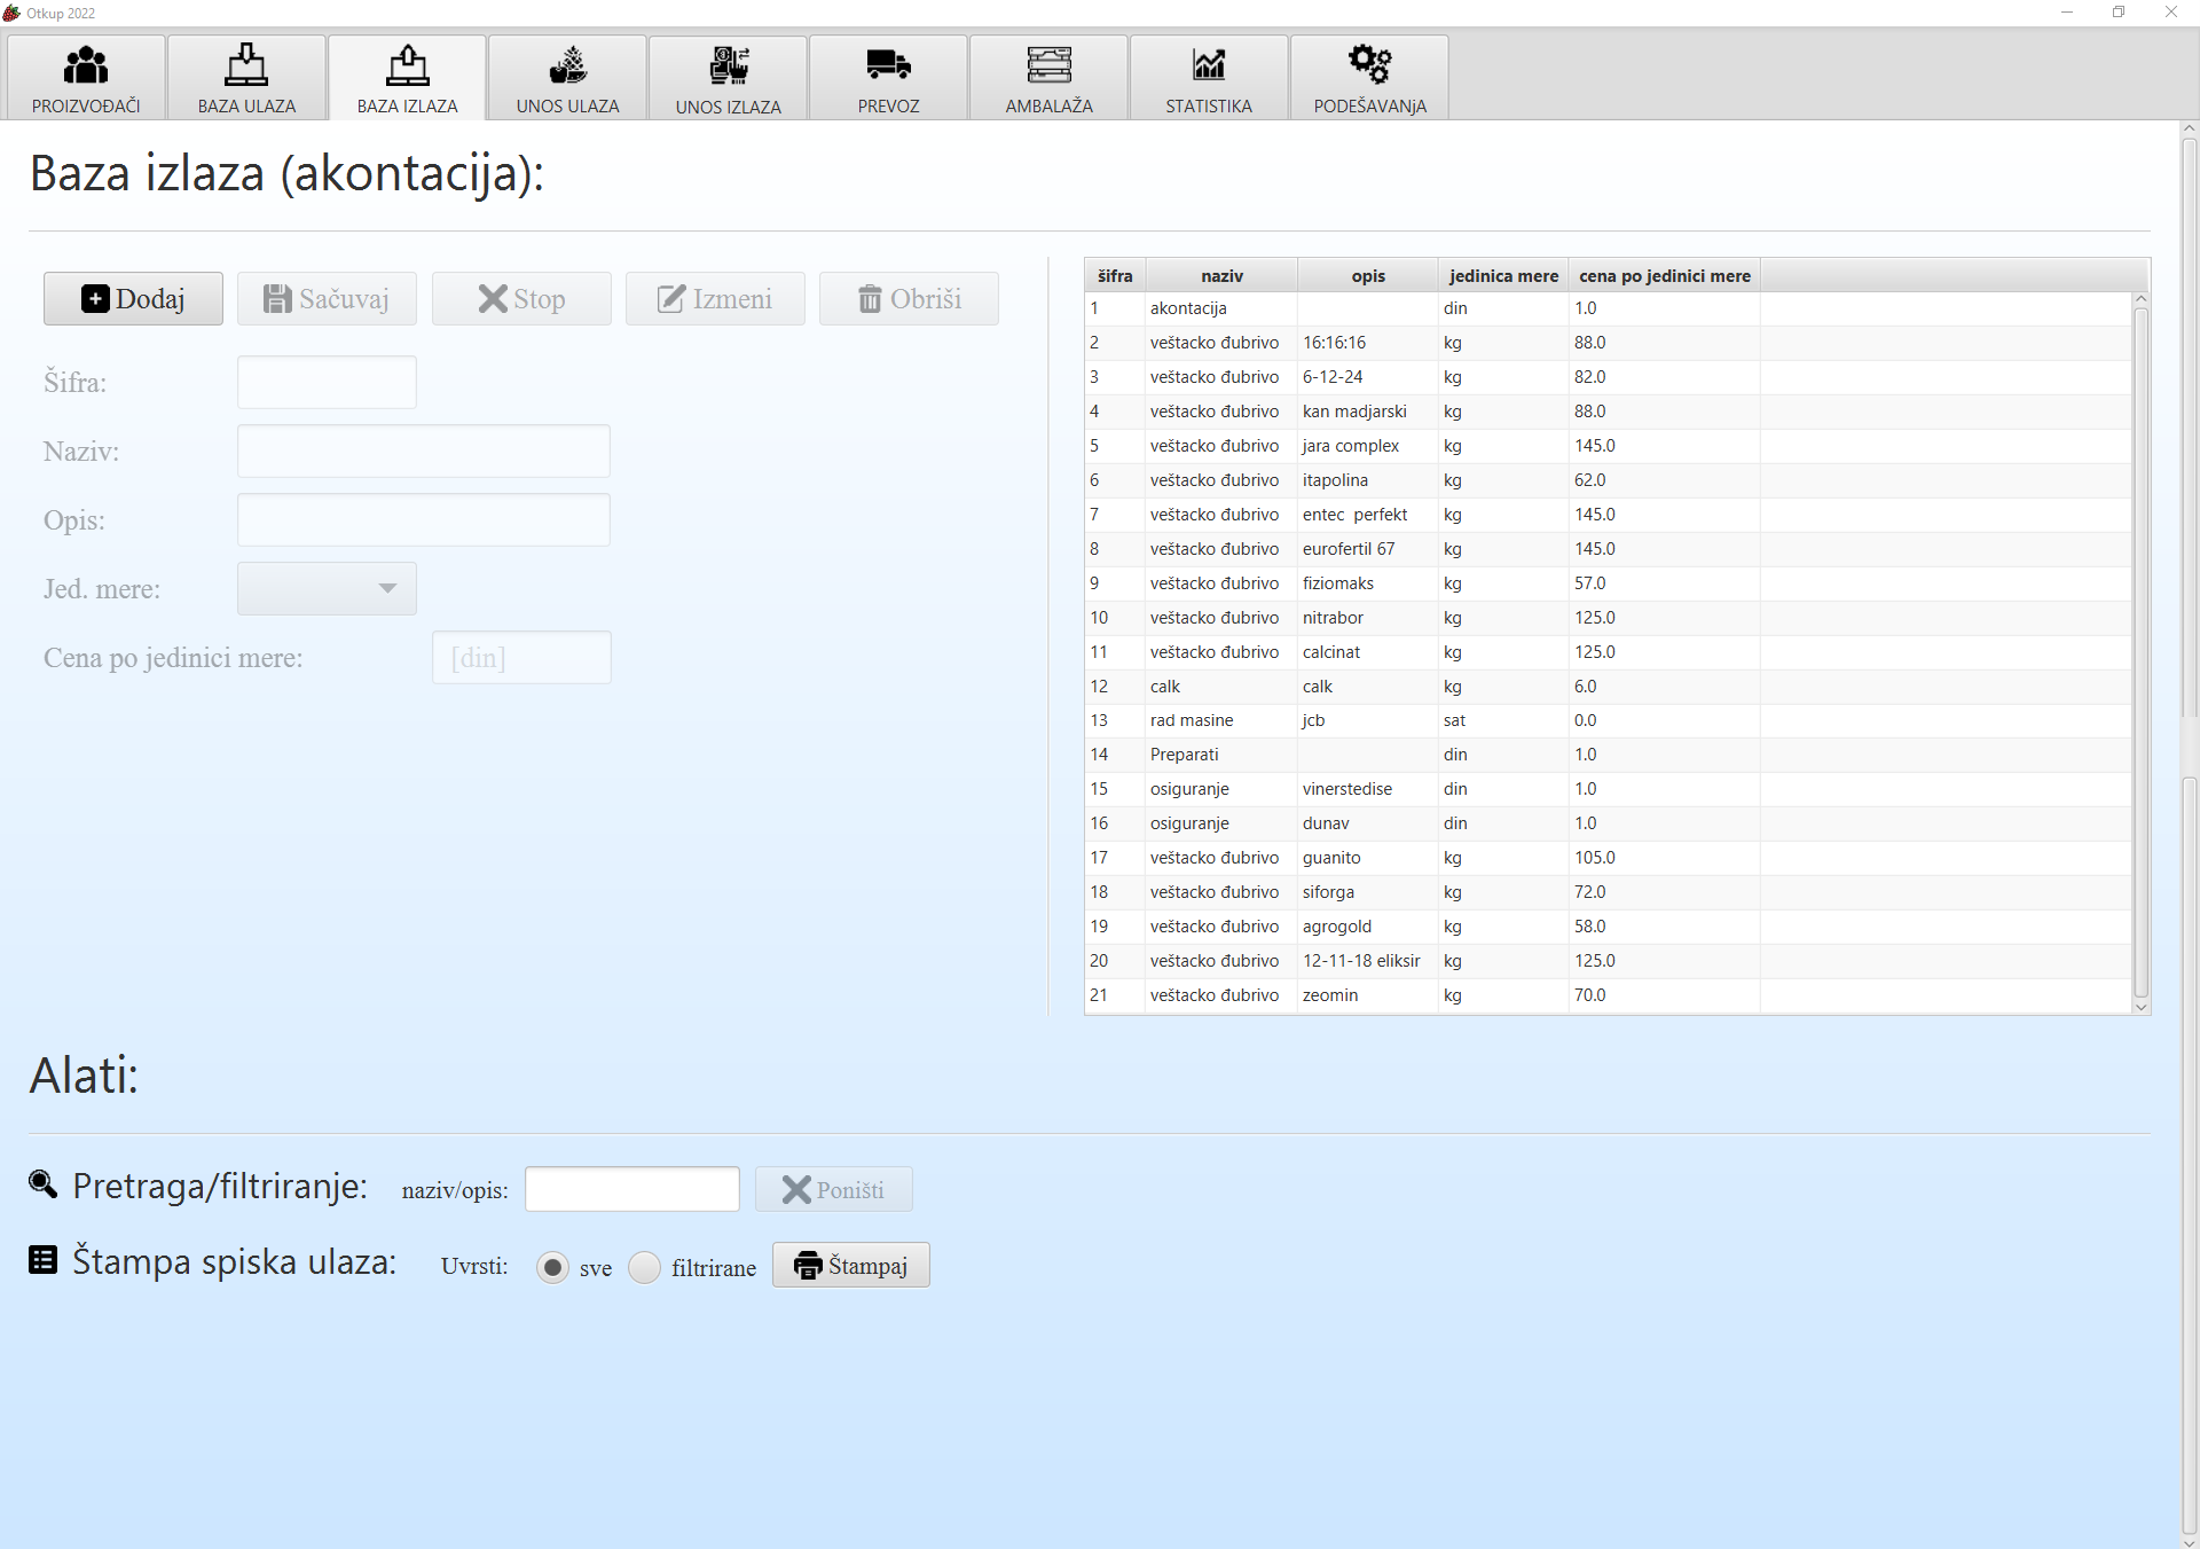 Otkup 2022
PROIZVOĐAČI BAZA ULAZA BAZA IZLAZA UNOS ULAZA UNOS IZLAZA PREVOZ AMBALAŽA STATISTIKA PODEŠAVANjA
Baza izlaza (akontacija):
Dodaj Sačuvaj Stop Izmeni Obriši
Šifra:
Naziv:
Opis:
Jed. mere:
Cena po jedinici mere: [din]
šifra naziv opis jedinica mere cena po jedinici mere
1 akontacija din 1.0
2 veštacko đubrivo 16:16:16 kg 88.0
3 veštacko đubrivo 6-12-24 kg 82.0
4 veštacko đubrivo kan madjarski kg 88.0
5 veštacko đubrivo jara complex kg 145.0
6 veštacko đubrivo itapolina kg 62.0
7 veštacko đubrivo entec perfekt kg 145.0
8 veštacko đubrivo eurofertil 67 kg 145.0
9 veštacko đubrivo fiziomaks kg 57.0
10 veštacko đubrivo nitrabor kg 125.0
11 veštacko đubrivo calcinat kg 125.0
12 calk calk kg 6.0
13 rad masine jcb sat 0.0
14 Preparati din 1.0
15 osiguranje vinerstedise din 1.0
16 osiguranje dunav din 1.0
17 veštacko đubrivo guanito kg 105.0
18 veštacko đubrivo siforga kg 72.0
19 veštacko đubrivo agrogold kg 58.0
20 veštacko đubrivo 12-11-18 eliksir kg 125.0
21 veštacko đubrivo zeomin kg 70.0
Alati:
Pretraga/filtriranje: naziv/opis: Poništi
Štampa spiska ulaza: Uvrsti: sve filtrirane Štampaj